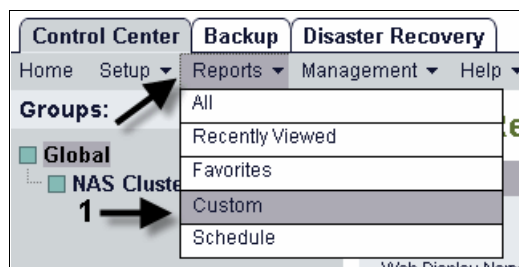 Control Center Backup Disaster Recovery
Home Setup Reports Management Help
Groups:
All
Recently Viewed
Favorites
Custom
Schedule
Global
NAS Cluste
1